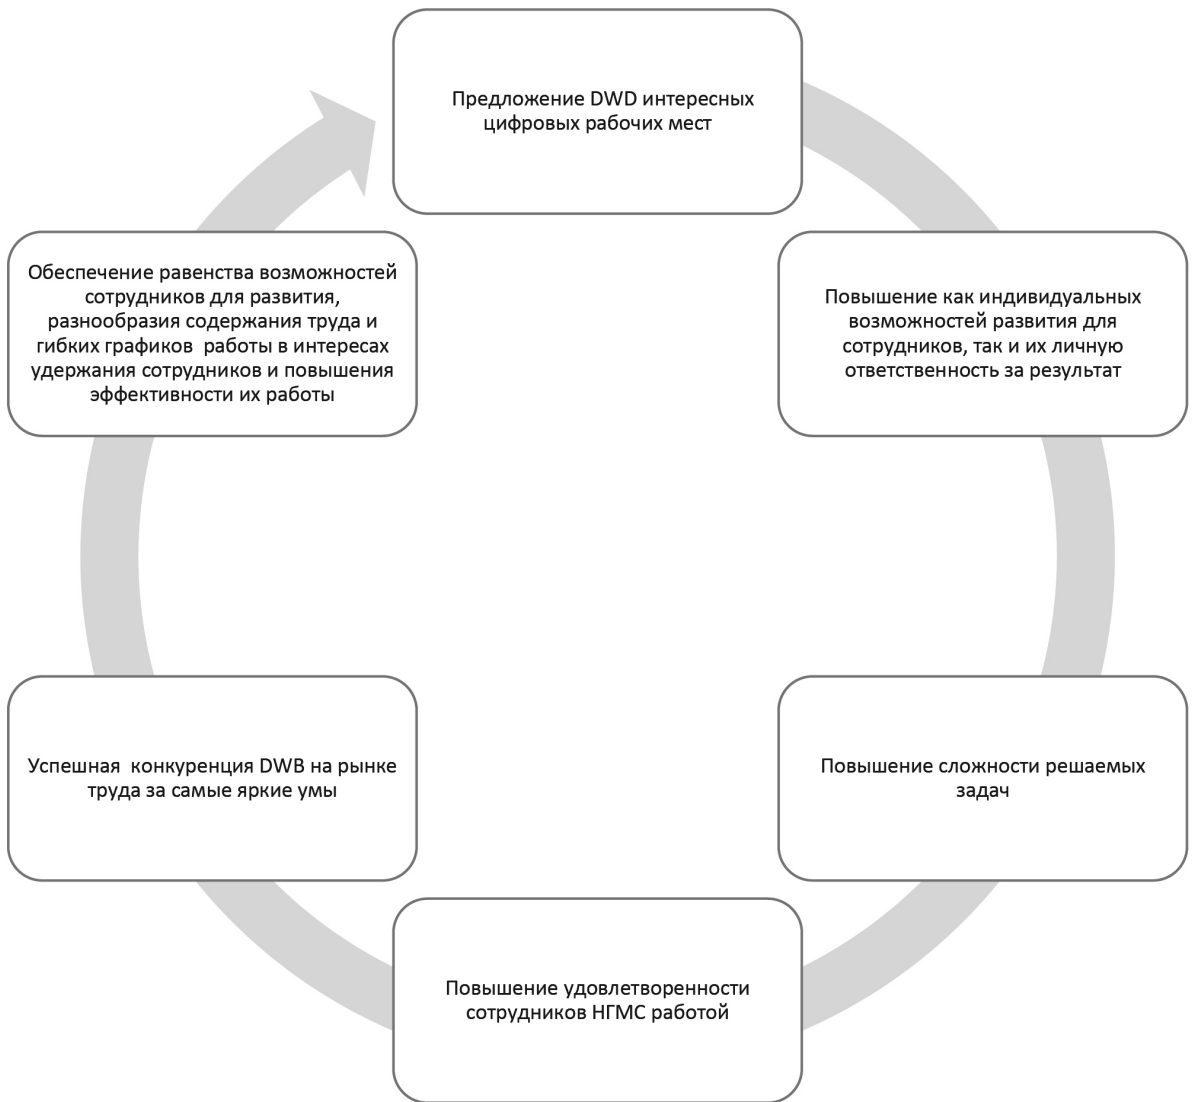 Предложение DWD интересных
цифровых рабочих мест
Повышение как индивидуальных
возможностей развития для
сотрудников, так и их личную
ответственность за результат
Повышение сложности решаемых
задач
Повышение удовлетворенности
сотрудников НГМС работой
Успешная конкуренция DWB на рынке
труда за самые яркие умы
Обеспечение равенства возможностей
сотрудников для развития,
разнообразия содержания труда и
гибких графиков работы в интересах
удержания сотрудников и повышения
эффективности их работы